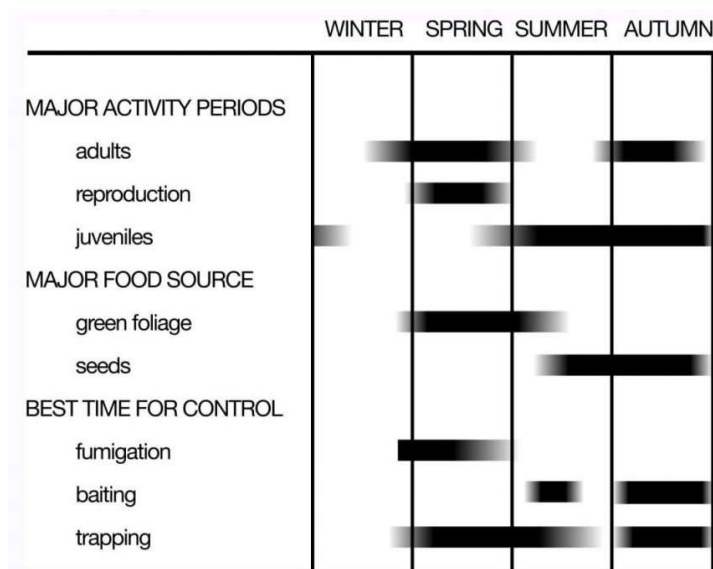 WINTER SPRING SUMMER AUTUMN
MAJOR ACTIVITY PERIODS
adults
reproduction
juveniles
MAJOR FOOD SOURCE
green foliage
seeds
BEST TIME FOR CONTROL
fumigation
baiting
trapping